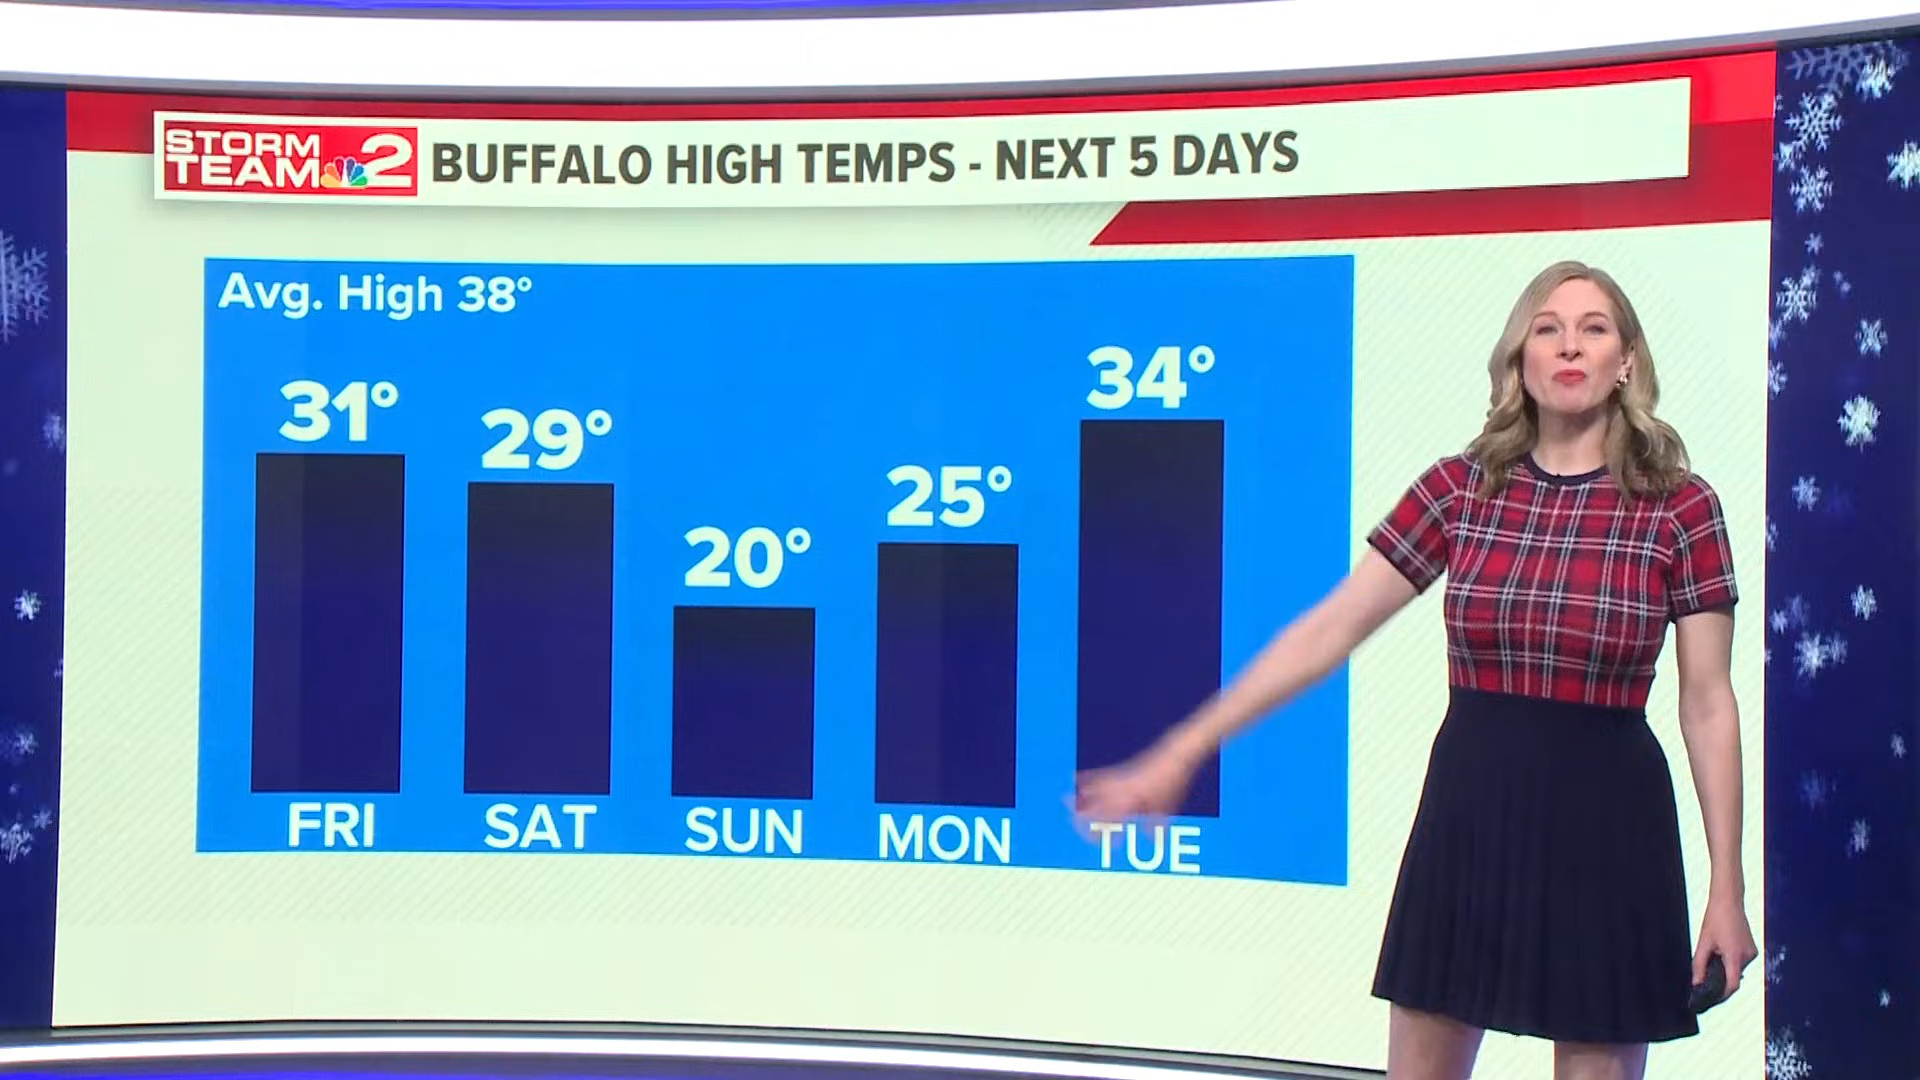 STORM
TEAM 2
BUFFALO HIGH TEMPS - NEXT 5 DAYS
Avg. High 38°
31°
29°
20°
25°
34°
FRI
SAT
SUN
MON
TUE